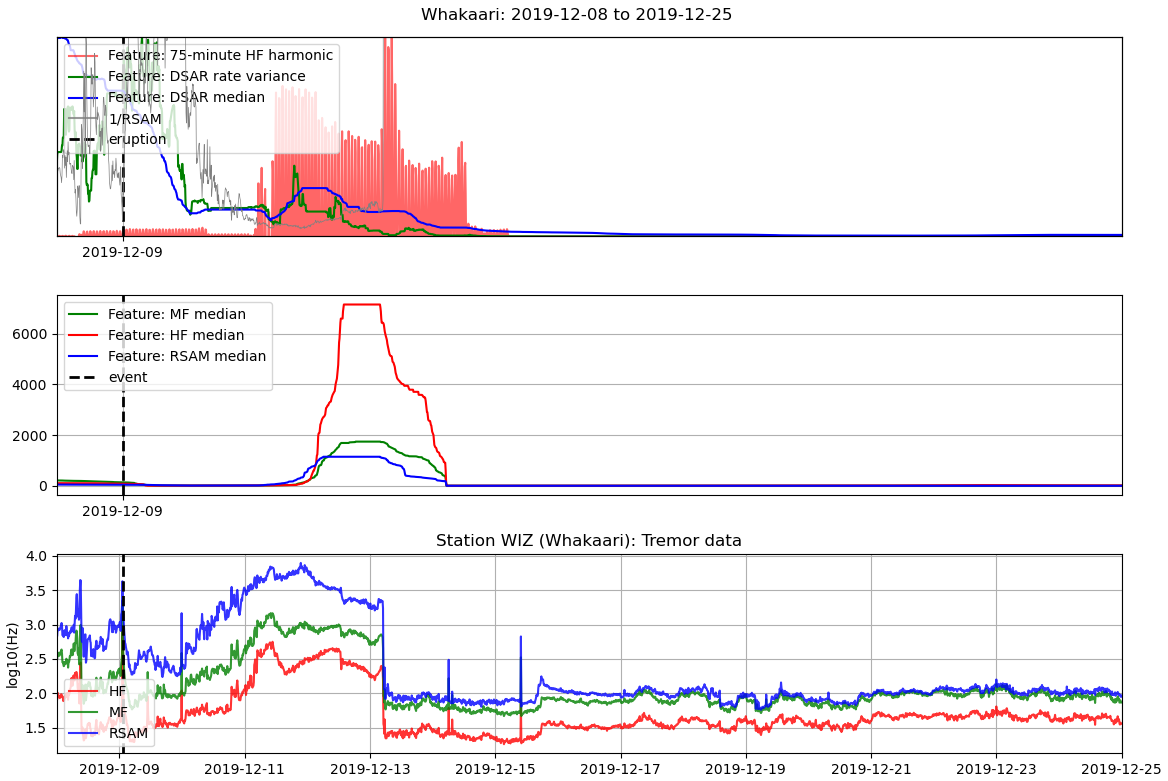 Whakaari: 2019-12-08 to 2019-12-25
Feature: 75-minute HF harmonic
Feature: DSAR rate variance
Feature: DSAR median
1/RSAM
eruption
2019-12-09
6000
4000
2000
0
Feature: MF median
Feature: HF median
Feature: RSAM median
event
2019-12-09
Station WIZ (Whakaari): Tremor data
log10(Hz)
4.0
3.5
3.0
2.5
2.0
1.5
HF
MF
RSAM
2019-12-09 2019-12-11 2019-12-13 2019-12-15 2019-12-17 2019-12-19 2019-12-21 2019-12-23 2019-12-25